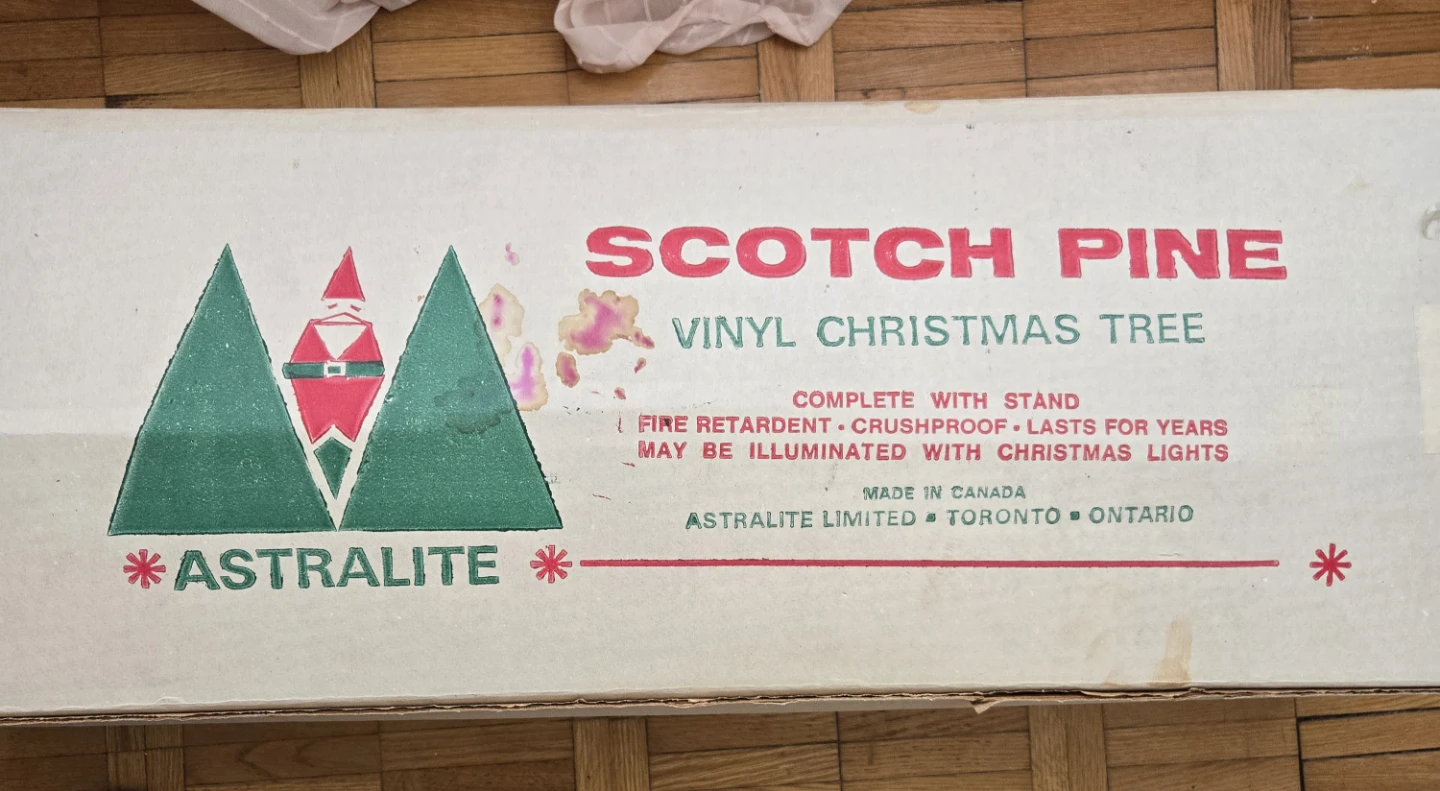 SCOTCH PINE
VINYL CHRISTMAS TREE
COMPLETE WITH STAND
FIRE RETARDENT • CRUSHPROOF • LASTS FOR YEARS
MAY BE ILLUMINATED WITH CHRISTMAS LIGHTS
MADE IN CANADA
ASTRALITE LIMITED ▪ TORONTO ▪ ONTARIO
ASTRALITE